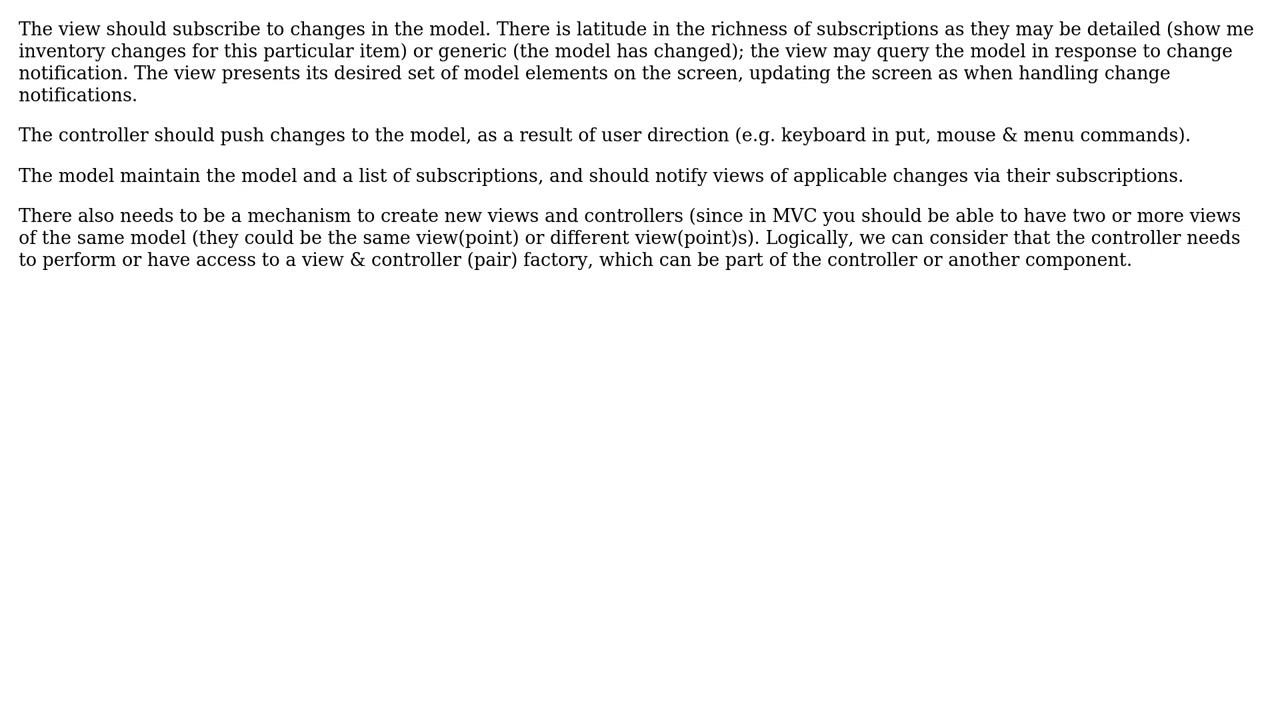 The view should subscribe to changes in the model. There is latitude in the richness of subscriptions as they may be detailed (show me
inventory changes for this particular item) or generic (the model has changed); the view may query the model in response to change
notification. The view presents its desired set of model elements on the screen, updating the screen as when handling change
notifications.
The controller should push changes to the model, as a result of user direction (e.g. keyboard in put, mouse & menu commands).
The model maintain the model and a list of subscriptions, and should notify views of applicable changes via their subscriptions.
There also needs to be a mechanism to create new views and controllers (since in MVC you should be able to have two or more views
of the same model (they could be the same view(point) or different view(point)s). Logically, we can consider that the controller needs
to perform or have access to a view & controller (pair) factory, which can be part of the controller or another component.